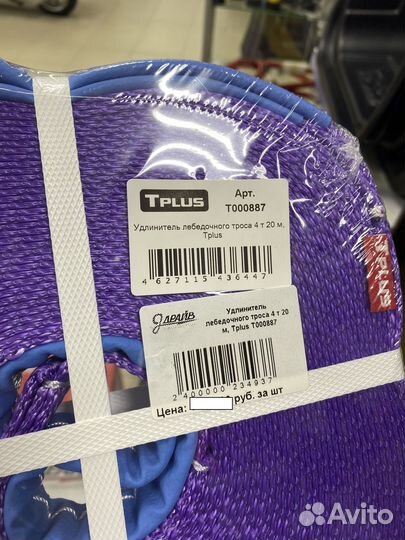 TPLUS
Арт.
T000887
Удлинитель лебедочного троса 4 т 20 м,
Tplus
4 627115 436447
TPLUS
Удлинитель
лебедочного троса 4 т 20
м, Tplus T000887
2 400000 234937
Цена: руб. за шт
Avito